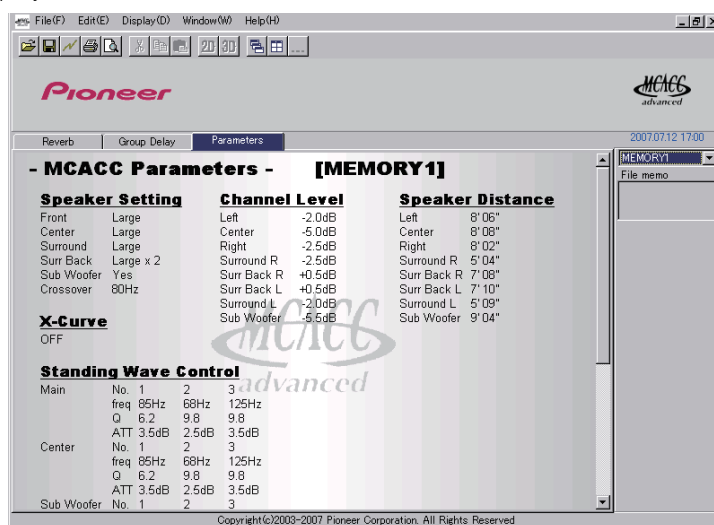 File(F) Edit(E) Display(D) Window(W) Help(H)
2D 3D ...
Pioneer
MCACC
advanced
Reverb Group Delay Parameters
2007.07.12 17:00
MEMORY1
File memo
- MCACC Parameters - [MEMORY1]
Speaker Setting Channel Level Speaker Distance
Front Large Left -2.0dB Left 8'06"
Center Large Center -5.0dB Center 8'08"
Surround Large Right -2.5dB Right 8'02"
Surr Back Large x 2 Surround R -2.5dB Surround R 5'04"
Sub Woofer Yes Surr Back R +0.5dB Surr Back R 7'08"
Crossover 80Hz Surr Back L +0.5dB Surr Back L 7'10"
Surround L -2.0dB Surround L 5'09"
X-Curve Sub Woofer -5.5dB Sub Woofer 9'04"
OFF
MCACC
advanced
Standing Wave Control
Main No. 1 2 3
freq 85Hz 68Hz 125Hz
Q 6.2 9.8 9.8
ATT 3.5dB 2.5dB 3.5dB
Center No. 1 2 3
freq 85Hz 68Hz 125Hz
Q 6.2 9.8 9.8
ATT 3.5dB 2.5dB 3.5dB
Sub Woofer No. 1 2 3
Copyright(c)2003-2007 Pioneer Corporation. All Rights Reserved